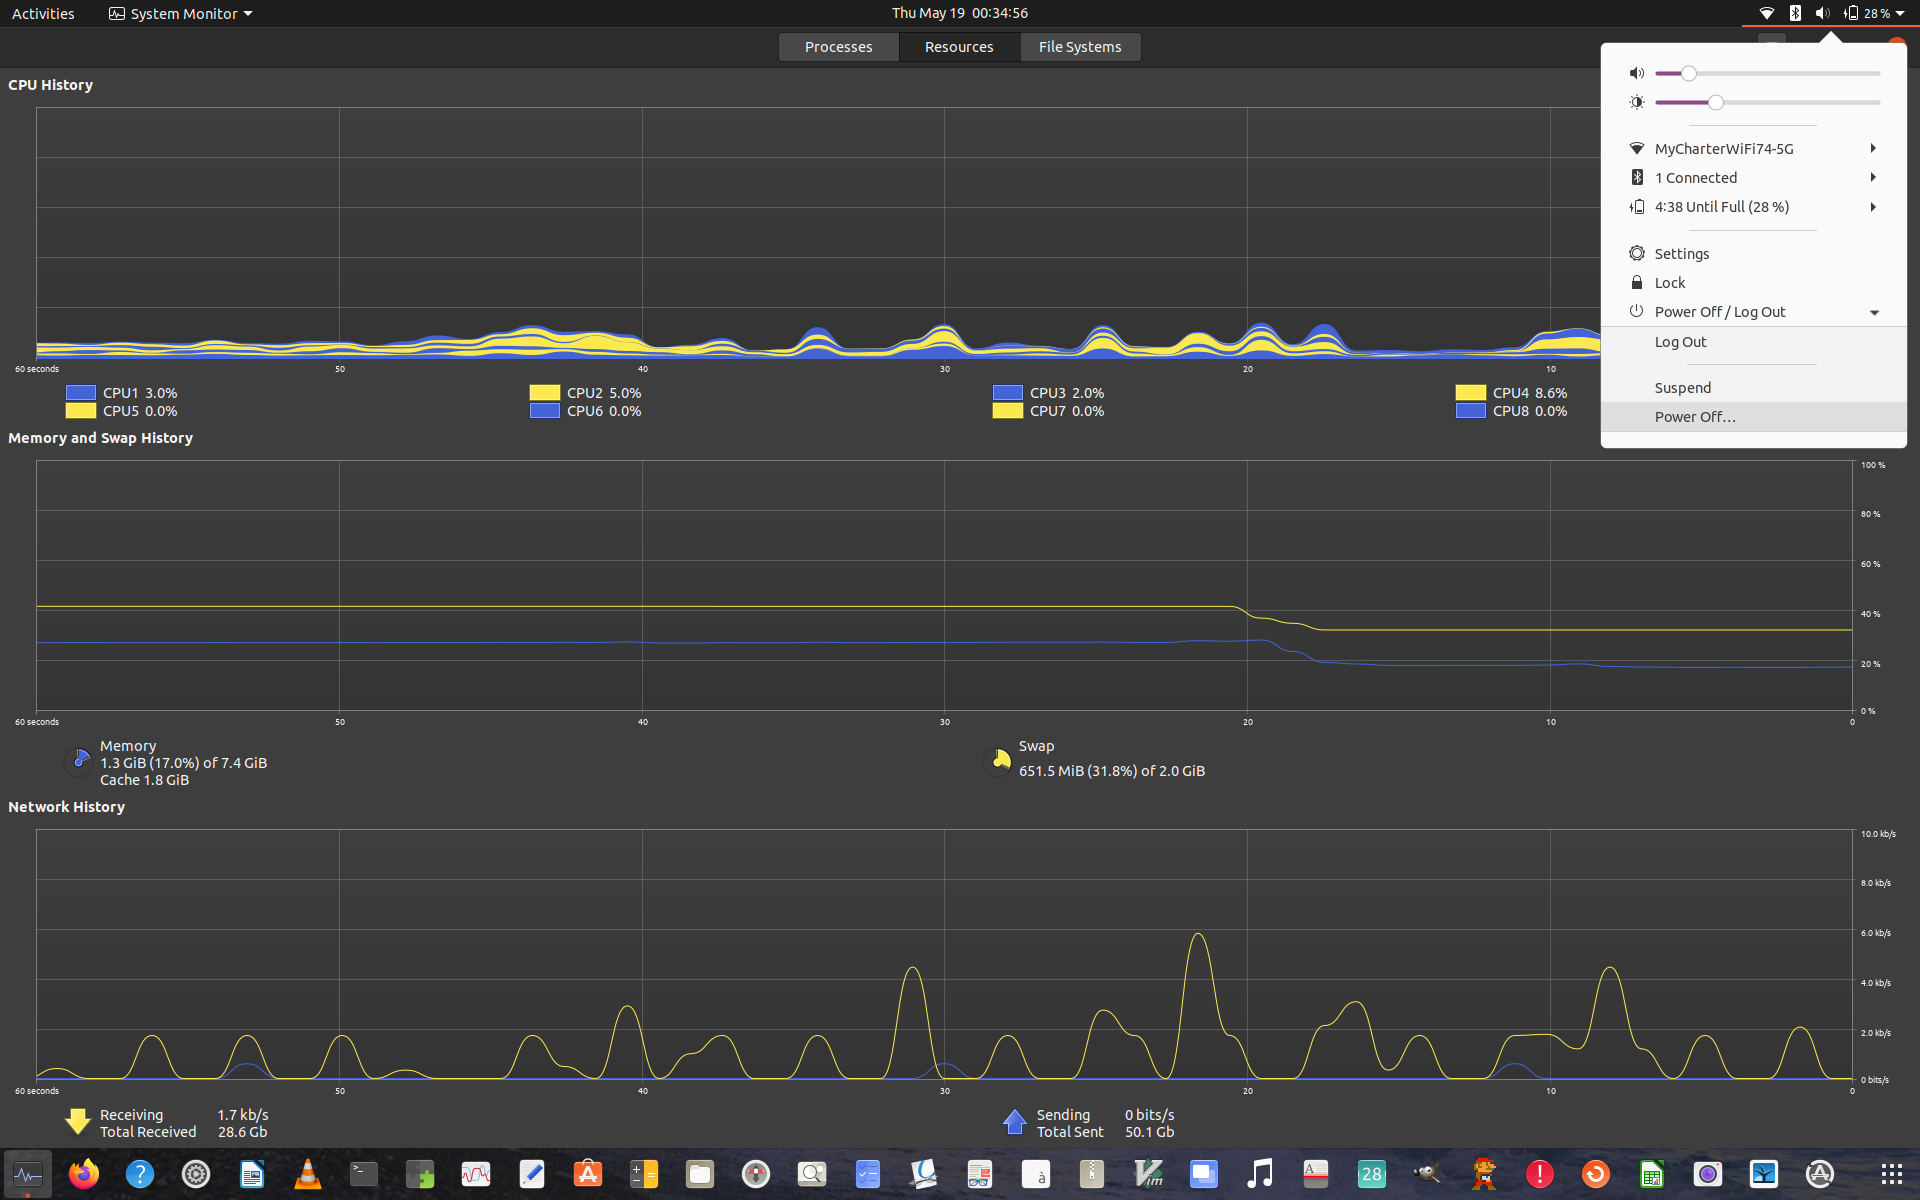 Activities
System Monitor
Thu May 19 00:34:56
28 %
Processes
Resources
File Systems
CPU History
60 seconds 50 40 30 20 10
CPU1 3.0% CPU2 5.0% CPU3 2.0% CPU4 8.6%
CPU5 0.0% CPU6 0.0% CPU7 0.0% CPU8 0.0%
MyCharterWiFi74-5G
1 Connected
4:38 Until Full (28 %)
Settings
Lock
Power Off / Log Out
Log Out
Suspend
Power Off…
Memory and Swap History
100 %
80 %
60 %
40 %
20 %
0 %
60 seconds 50 40 30 20 10 0
Memory
1.3 GiB (17.0%) of 7.4 GiB
Cache 1.8 GiB
Swap
651.5 MiB (31.8%) of 2.0 GiB
Network History
10.0 kb/s
8.0 kb/s
6.0 kb/s
4.0 kb/s
2.0 kb/s
0 bits/s
60 seconds 50 40 30 20 10 0
Receiving 1.7 kb/s
Total Received 28.6 Gb
Sending 0 bits/s
Total Sent 50.1 Gb
?
>_
à
Vim
A
28
!